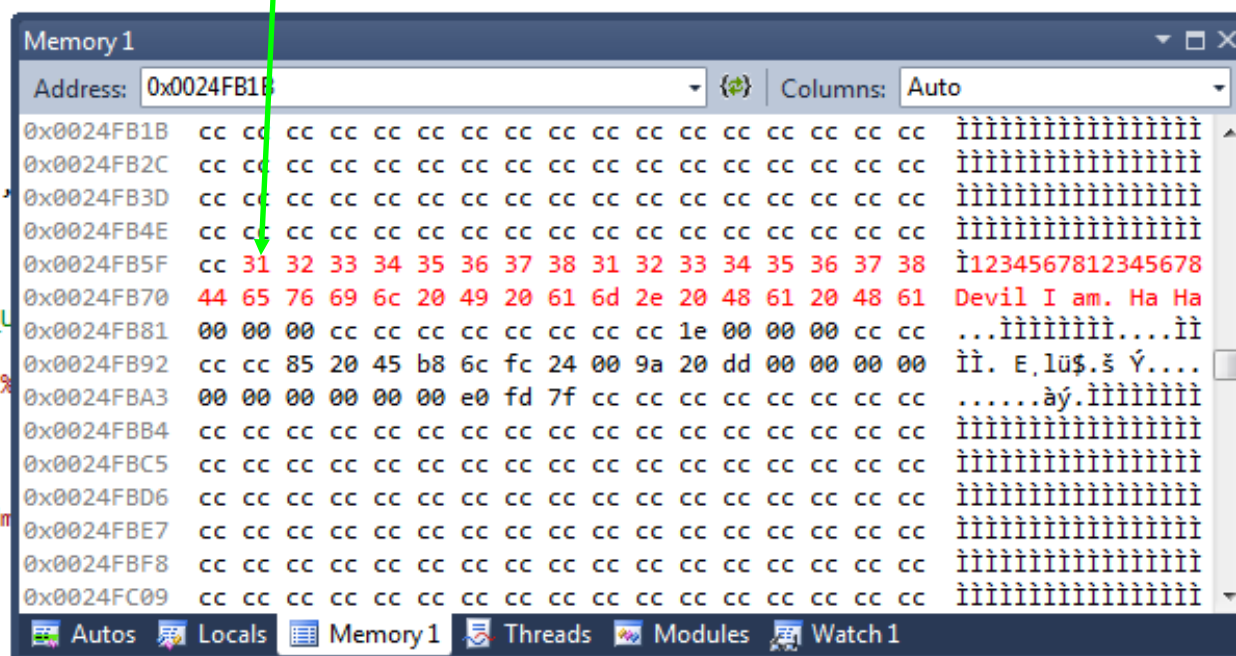 Memory 1
Address: 0x0024FB1B Columns: Auto
0x0024FB1B cc cc cc cc cc cc cc cc cc cc cc cc cc cc cc cc cc ÌÌÌÌÌÌÌÌÌÌÌÌÌÌÌÌÌ
0x0024FB2C cc cc cc cc cc cc cc cc cc cc cc cc cc cc cc cc cc ÌÌÌÌÌÌÌÌÌÌÌÌÌÌÌÌÌ
0x0024FB3D cc cc cc cc cc cc cc cc cc cc cc cc cc cc cc cc cc ÌÌÌÌÌÌÌÌÌÌÌÌÌÌÌÌÌ
0x0024FB4E cc cc cc cc cc cc cc cc cc cc cc cc cc cc cc cc cc ÌÌÌÌÌÌÌÌÌÌÌÌÌÌÌÌÌ
0x0024FB5F cc 31 32 33 34 35 36 37 38 31 32 33 34 35 36 37 38 Ì1234567812345678
0x0024FB70 44 65 76 69 6c 20 49 20 61 6d 2e 20 48 61 20 48 61 Devil I am. Ha Ha
0x0024FB81 00 00 00 cc cc cc cc cc cc cc cc 1e 00 00 00 cc cc ...ÌÌÌÌÌÌÌÌ....ÌÌ
0x0024FB92 cc cc 85 20 45 b8 6c fc 24 00 9a 20 dd 00 00 00 00 ÌÌ. E¸lü$.š Ý....
0x0024FBA3 00 00 00 00 00 00 e0 fd 7f cc cc cc cc cc cc cc cc ......àý.ÌÌÌÌÌÌÌÌ
0x0024FBB4 cc cc cc cc cc cc cc cc cc cc cc cc cc cc cc cc cc ÌÌÌÌÌÌÌÌÌÌÌÌÌÌÌÌÌ
0x0024FBC5 cc cc cc cc cc cc cc cc cc cc cc cc cc cc cc cc cc ÌÌÌÌÌÌÌÌÌÌÌÌÌÌÌÌÌ
0x0024FBD6 cc cc cc cc cc cc cc cc cc cc cc cc cc cc cc cc cc ÌÌÌÌÌÌÌÌÌÌÌÌÌÌÌÌÌ
0x0024FBE7 cc cc cc cc cc cc cc cc cc cc cc cc cc cc cc cc cc ÌÌÌÌÌÌÌÌÌÌÌÌÌÌÌÌÌ
0x0024FBF8 cc cc cc cc cc cc cc cc cc cc cc cc cc cc cc cc cc ÌÌÌÌÌÌÌÌÌÌÌÌÌÌÌÌÌ
0x0024FC09 cc cc cc cc cc cc cc cc cc cc cc cc cc cc cc cc cc ÌÌÌÌÌÌÌÌÌÌÌÌÌÌÌÌÌ
Autos Locals Memory 1 Threads Modules Watch 1